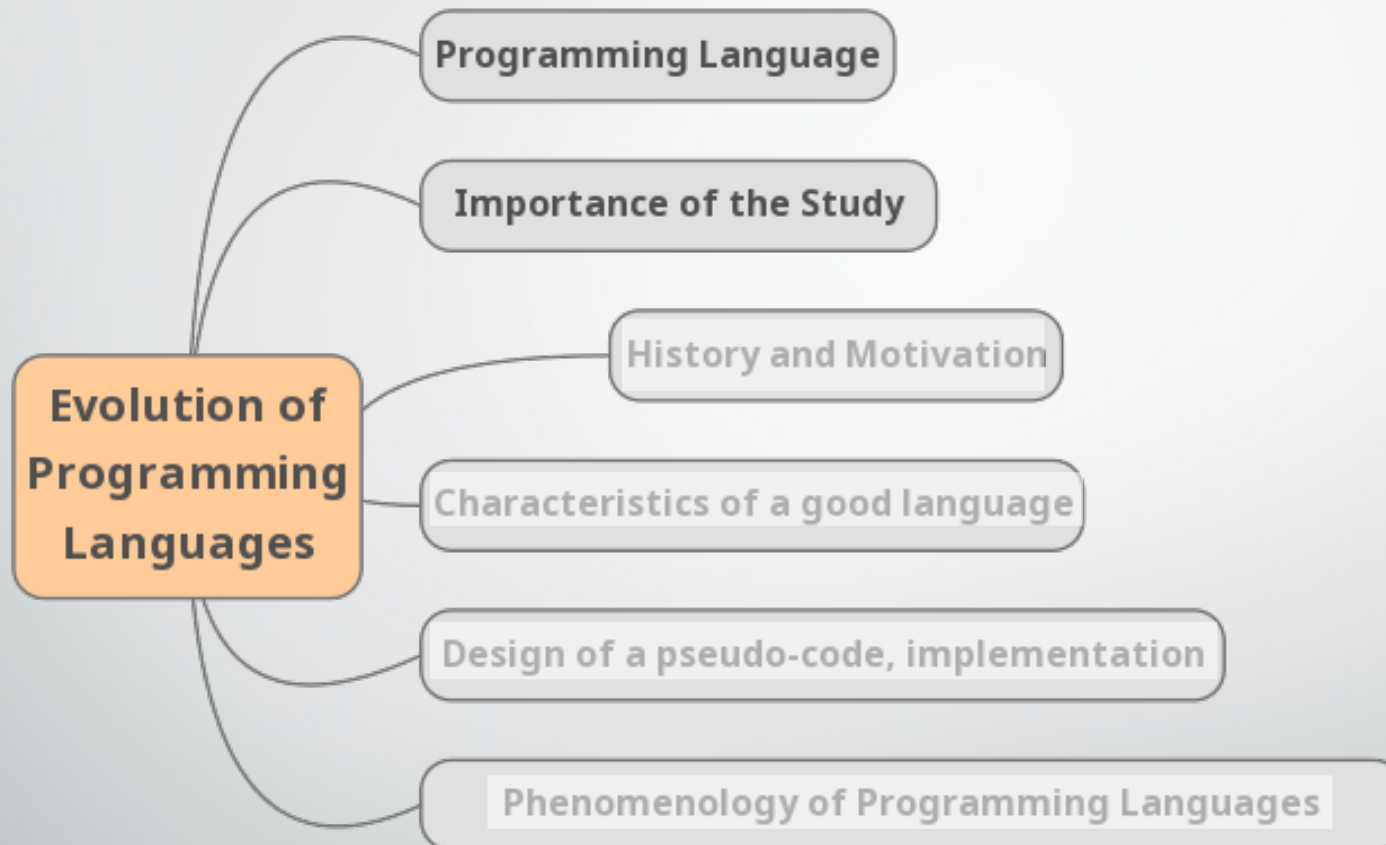 Programming Language
Importance of the Study
History and Motivation
Evolution of
Programming
Languages
Characteristics of a good language
Design of a pseudo-code, implementation
Phenomenology of Programming Languages